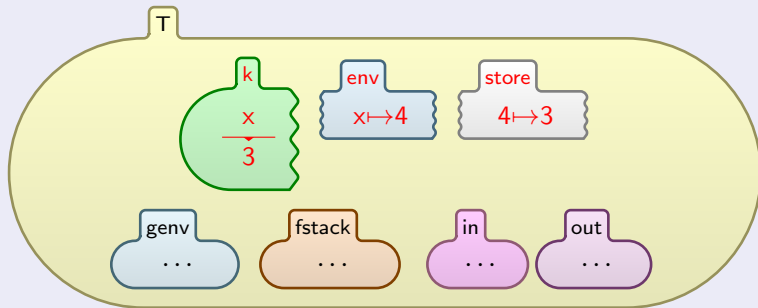 T
k env store
x x↦4 4↦3
3
genv fstack in out
··· ··· ··· ···